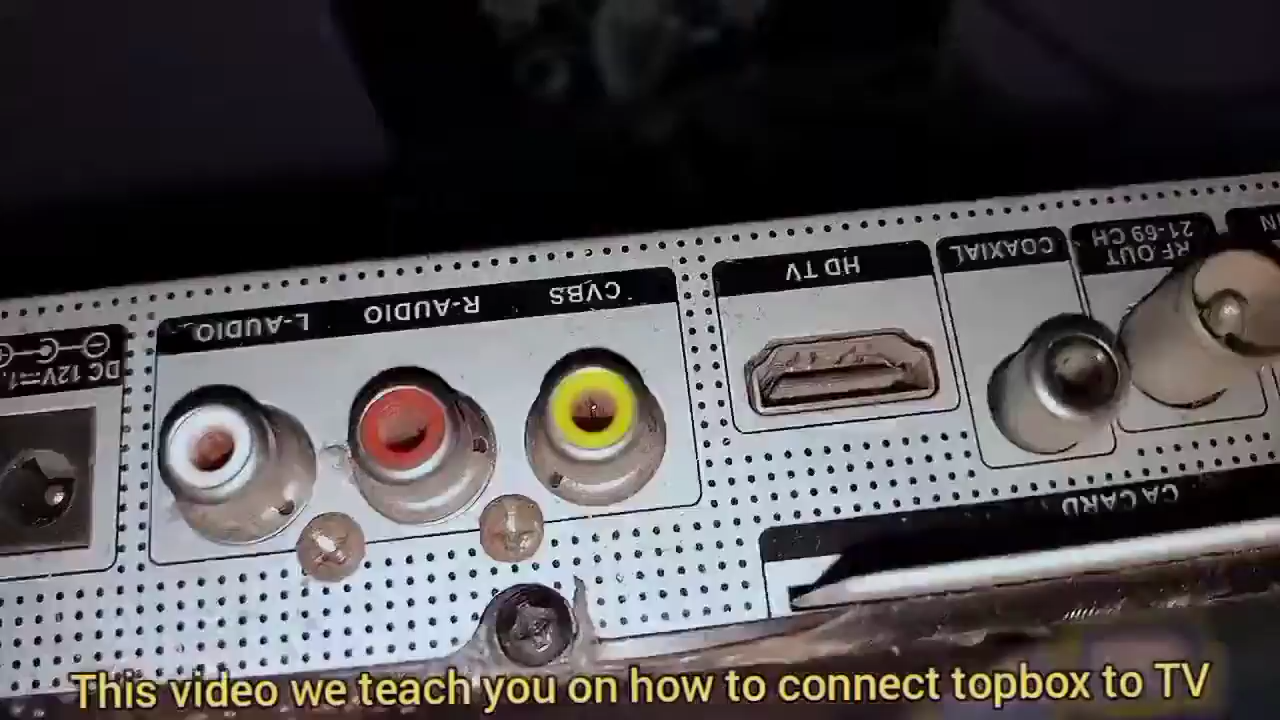 L-AUDIO
R-AUDIO
CVBS
HD TV
COAXIAL
RF OUT
21-69 CH
DC 12V
CA CARD
This video we teach you on how to connect topbox to TV